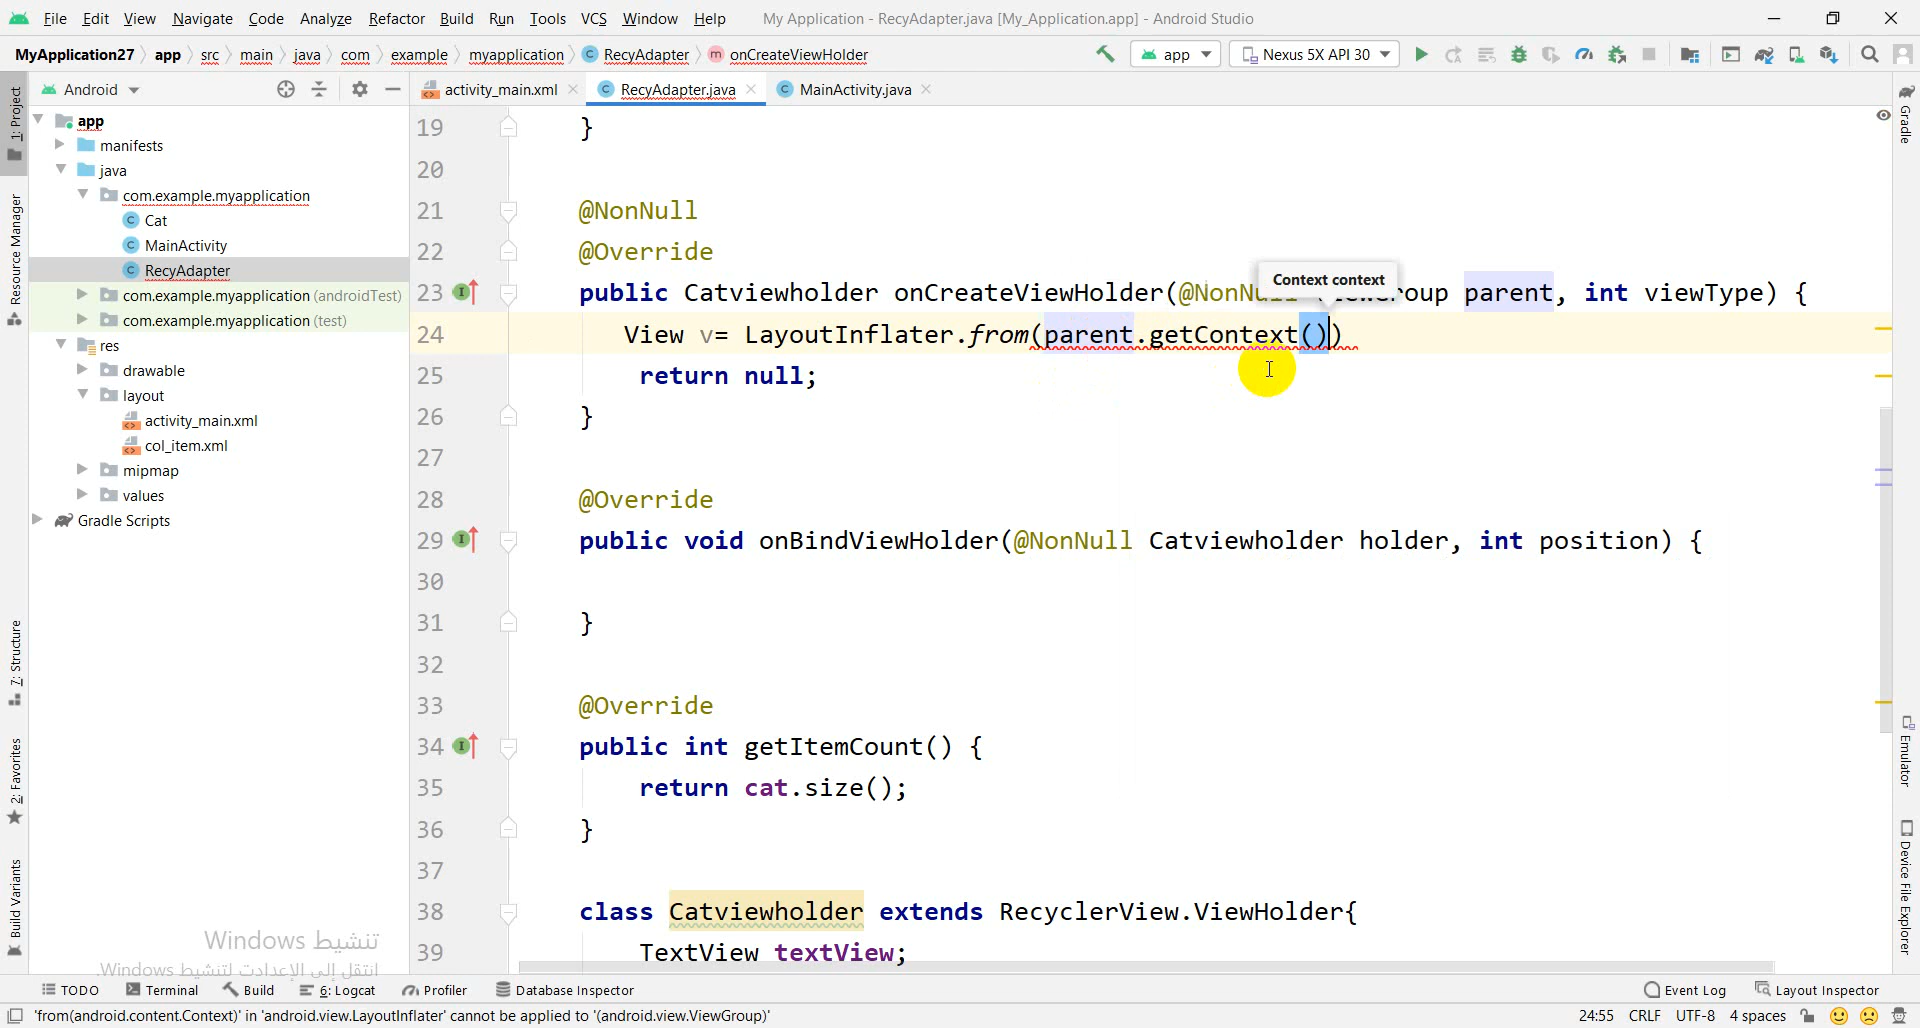 File Edit View Navigate Code Analyze Refactor Build Run Tools VCS Window Help My Application - RecyAdapter.java [My_Application.app] - Android Studio
MyApplication27 app src main java com example myapplication RecyAdapter onCreateViewHolder app Nexus 5X API 30
Android activity_main.xml RecyAdapter.java MainActivity.java
1: Project
Resource Manager
7: Structure
2: Favorites
Build Variants
app
manifests
java
com.example.myapplication
Cat
MainActivity
RecyAdapter
com.example.myapplication (androidTest)
com.example.myapplication (test)
res
drawable
layout
activity_main.xml
col_item.xml
mipmap
values
Gradle Scripts
19 }
20
21 @NonNull
22 @Override
Context context
23 public Catviewholder onCreateViewHolder(@NonNull ViewGroup parent, int viewType) {
24 View v= LayoutInflater.from(parent.getContext())
25 return null;
26 }
27
28 @Override
29 public void onBindViewHolder(@NonNull Catviewholder holder, int position) {
30
31 }
32
33 @Override
34 public int getItemCount() {
35 return cat.size();
36 }
37
38 class Catviewholder extends RecyclerView.ViewHolder{
39 TextView textView;
Gradle
Emulator
Device File Explorer
تنشيط Windows
انتقل إلى الإعدادات لتنشيط Windows.
TODO Terminal Build 6: Logcat Profiler Database Inspector Event Log Layout Inspector
'from(android.content.Context)' in 'android.view.LayoutInflater' cannot be applied to '(android.view.ViewGroup)' 24:55 CRLF UTF-8 4 spaces